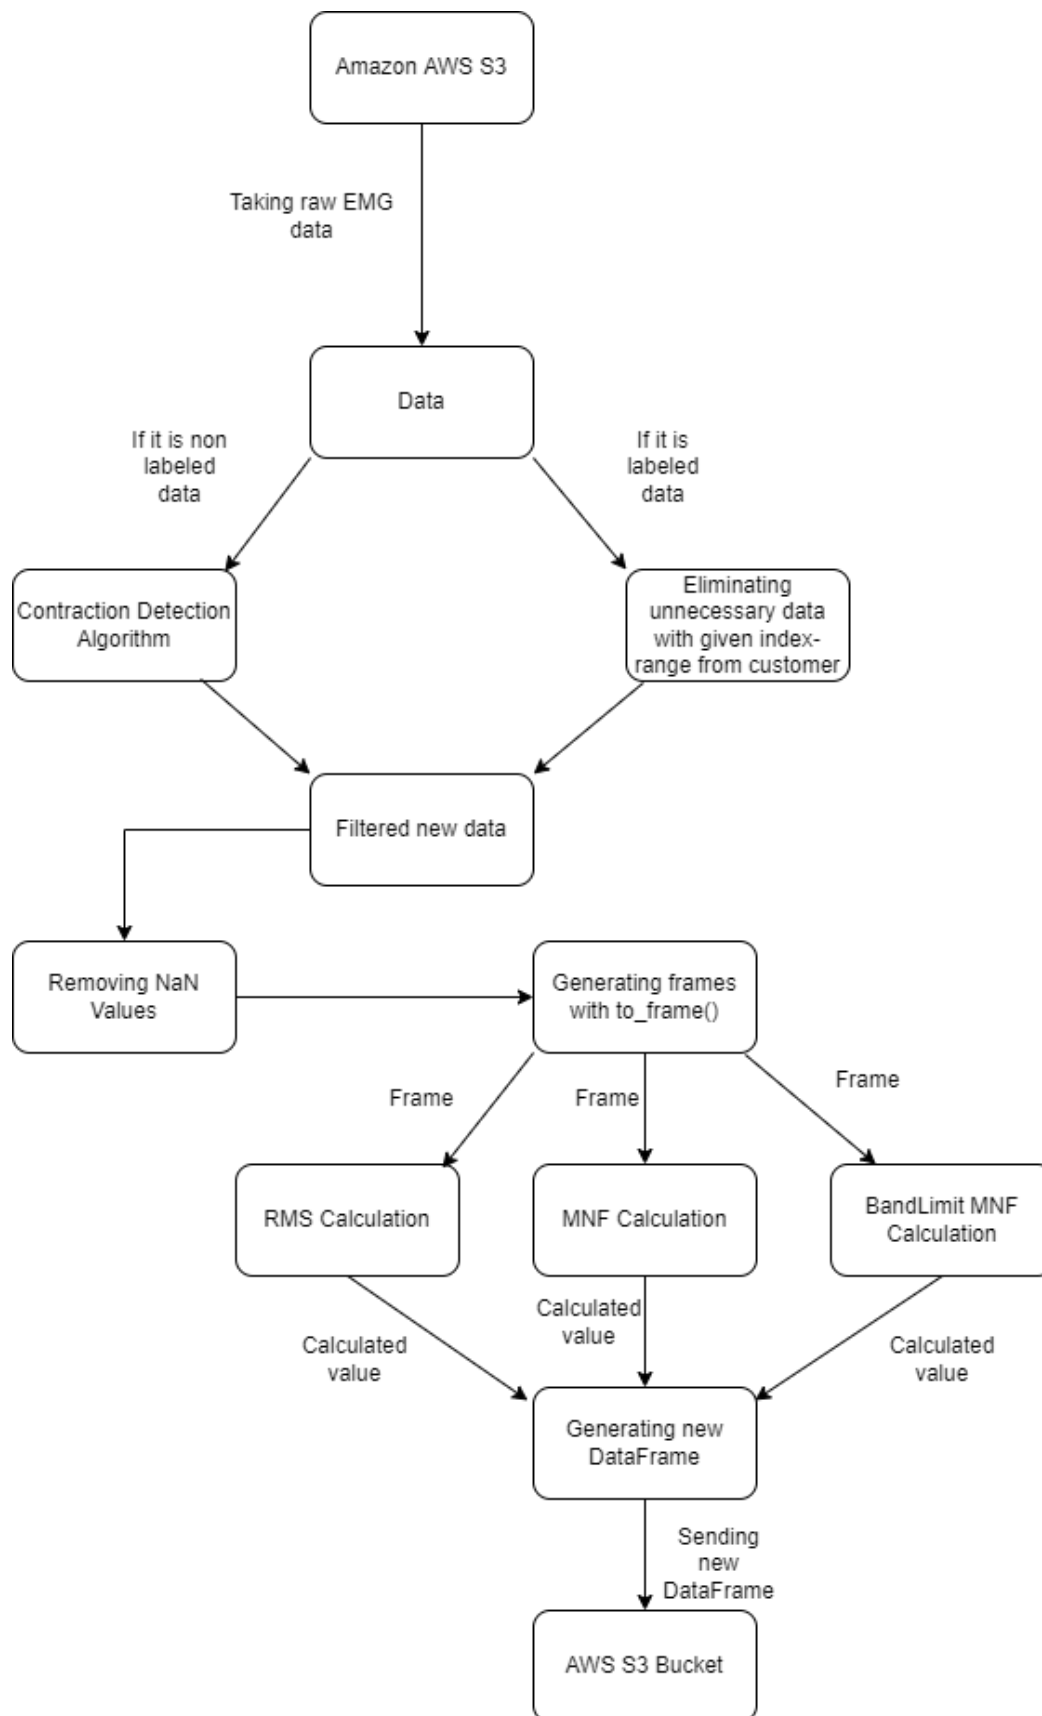 Amazon AWS S3
Taking raw EMG
data
Data
If it is non
labeled
data
If it is
labeled
data
Contraction Detection
Algorithm
Eliminating
unnecessary data
with given index-
range from customer
Filtered new data
Removing NaN
Values
Generating frames
with to_frame()
Frame
Frame
Frame
RMS Calculation
MNF Calculation
BandLimit MNF
Calculation
Calculated
value
Calculated
value
Calculated
value
Generating new
DataFrame
Sending
new
DataFrame
AWS S3 Bucket